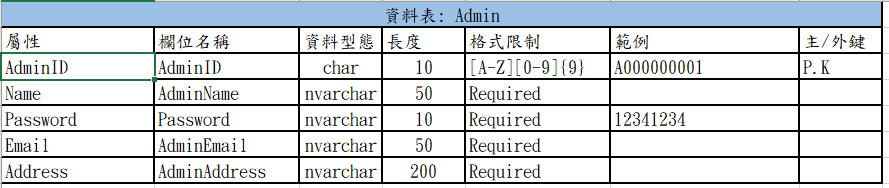 資料表: Admin
屬性 欄位名稱 資料型態 長度 格式限制 範例 主/外鍵
AdminID AdminID char 10 [A-Z][0-9]{9} A000000001 P.K
Name AdminName nvarchar 50 Required
Password Password nvarchar 10 Required 12341234
Email AdminEmail nvarchar 50 Required
Address AdminAddress nvarchar 200 Required